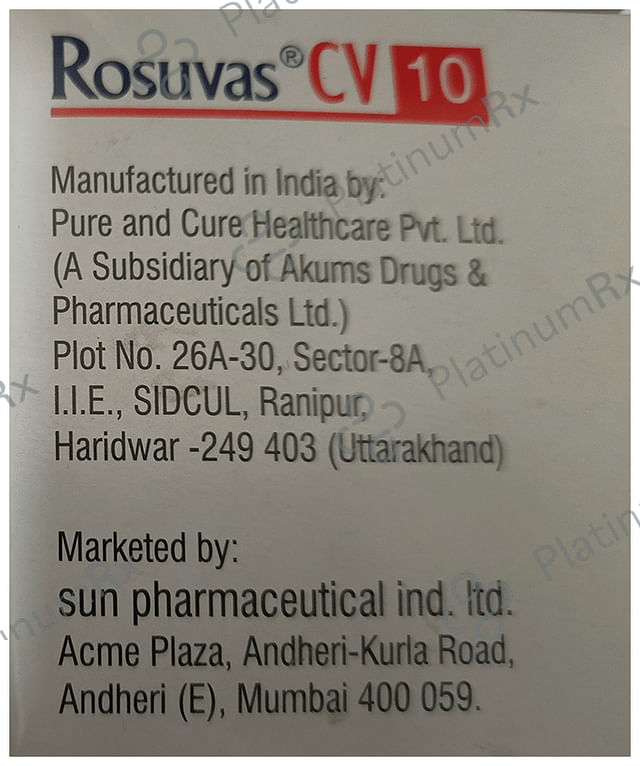 Rosuvas® CV 10
Manufactured in India by:
Pure and Cure Healthcare Pvt. Ltd.
(A Subsidiary of Akums Drugs &
Pharmaceuticals Ltd.)
Plot No. 26A-30, Sector-8A,
I.I.E., SIDCUL, Ranipur,
Haridwar -249 403 (Uttarakhand)
Marketed by:
sun pharmaceutical ind. ltd.
Acme Plaza, Andheri-Kurla Road,
Andheri (E), Mumbai 400 059.
PlatinumRx
PlatinumRx